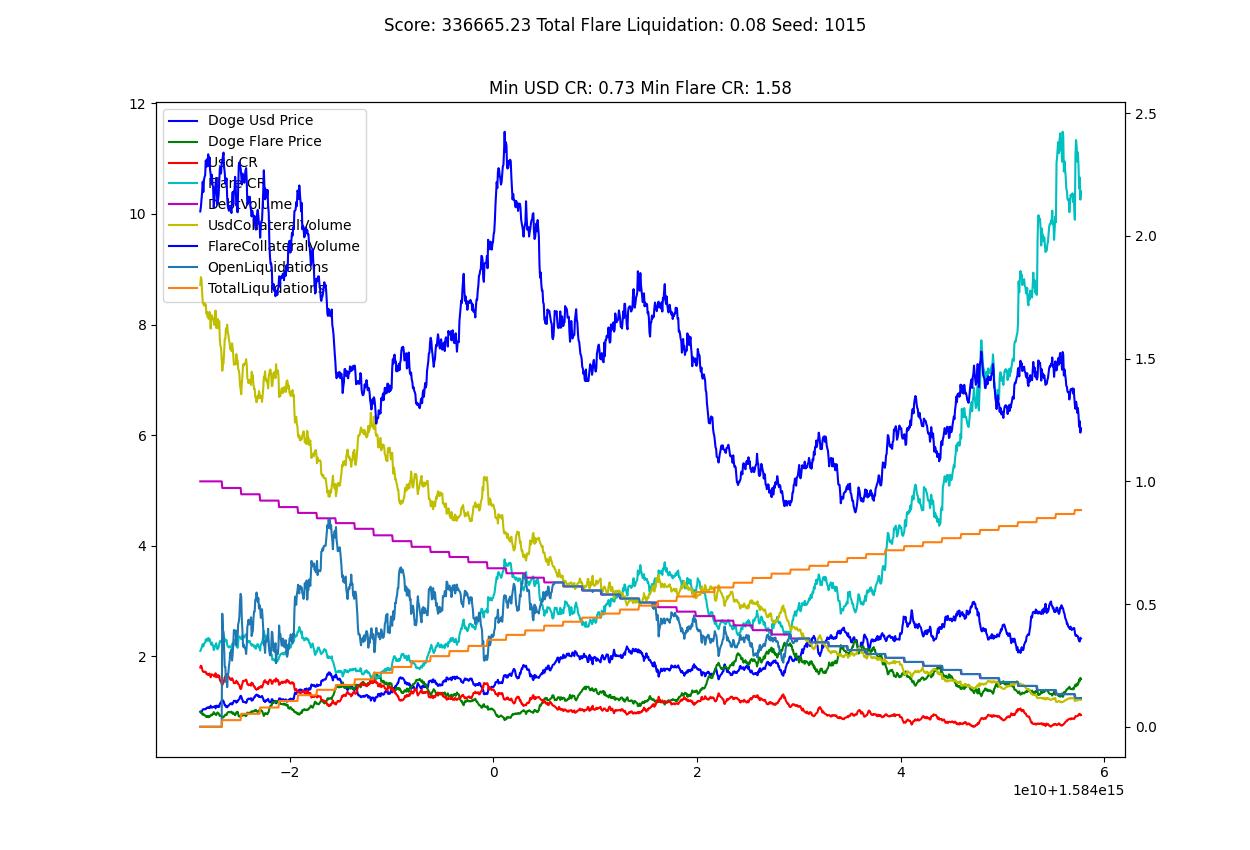 Score: 336665.23 Total Flare Liquidation: 0.08 Seed: 1015
Min USD CR: 0.73 Min Flare CR: 1.58
12
10
8
6
4
2
Doge Usd Price
Doge Flare Price
Usd CR
Flare CR
DebtVolume
UsdCollateralVolume
FlareCollateralVolume
OpenLiquidations
TotalLiquidations
2.5
2.0
1.5
1.0
0.5
0.0
−2
0
2
4
6
1e10+1.584e15